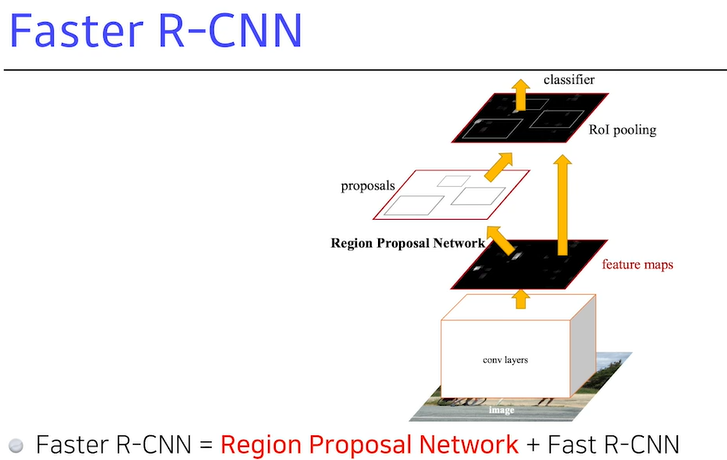 Faster R-CNN
classifier
RoI pooling
proposals
Region Proposal Network
feature maps
conv layers
image
Faster R-CNN = Region Proposal Network + Fast R-CNN